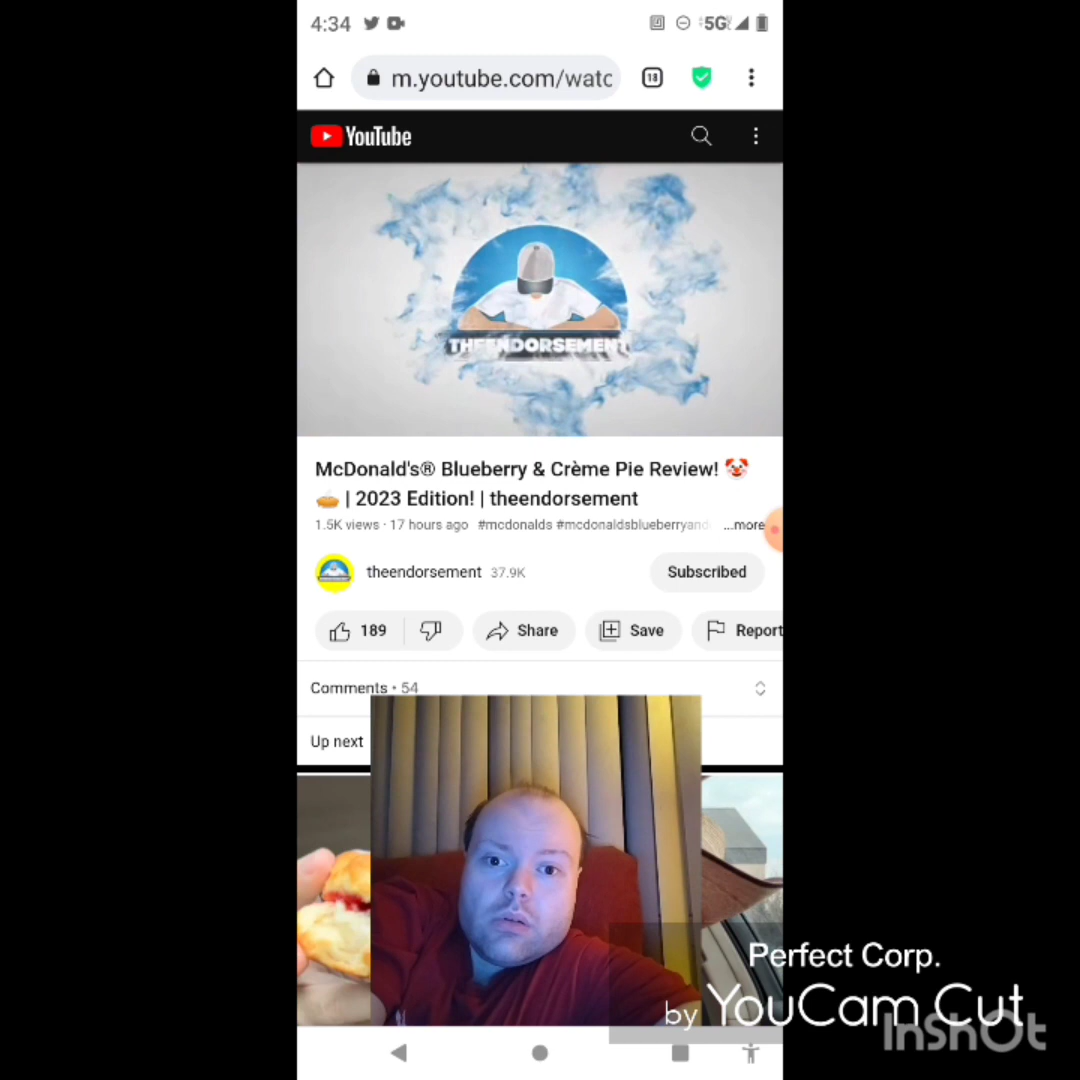 4:34
5G
m.youtube.com/watc
18
YouTube
THEENDORSEMENT
McDonald's® Blueberry & Crème Pie Review! 🤡
🥧 | 2023 Edition! | theendorsement
1.5K views · 17 hours ago #mcdonalds #mcdonaldsblueberryand ...more
theendorsement 37.9K
Subscribed
189
Share
Save
Report
Comments • 54
Up next
Perfect Corp.
by YouCam Cut
InShOt